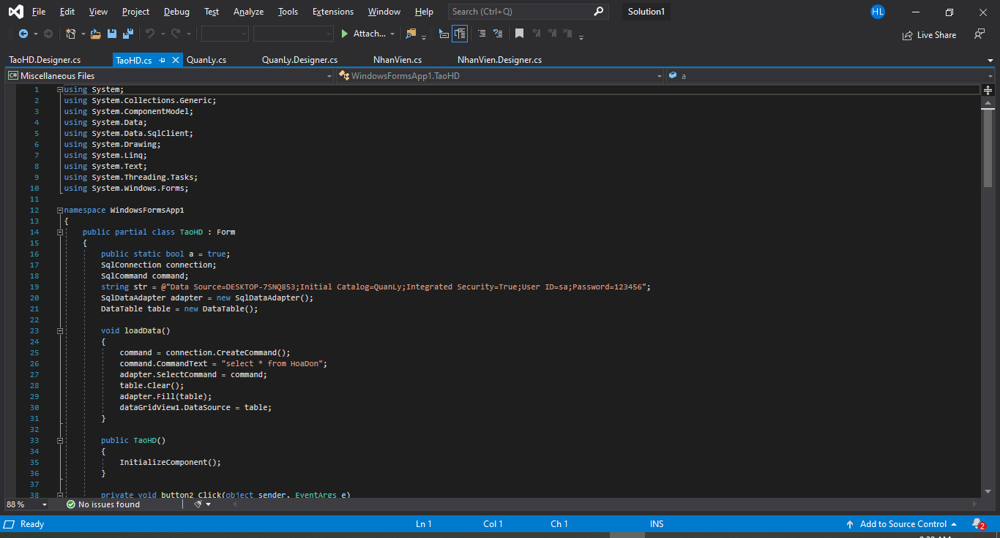 File Edit View Project Debug Test Analyze Tools Extensions Window Help Search (Ctrl+Q) Solution1 HL
Attach... Live Share
TaoHD.Designer.cs TaoHD.cs QuanLy.cs QuanLy.Designer.cs NhanVien.cs NhanVien.Designer.cs
C# Miscellaneous Files WindowsFormsApp1.TaoHD a
1 using System;
2 using System.Collections.Generic;
3 using System.ComponentModel;
4 using System.Data;
5 using System.Data.SqlClient;
6 using System.Drawing;
7 using System.Linq;
8 using System.Text;
9 using System.Threading.Tasks;
10 using System.Windows.Forms;
11
12 namespace WindowsFormsApp1
13 {
14 public partial class TaoHD : Form
15 {
16 public static bool a = true;
17 SqlConnection connection;
18 SqlCommand command;
19 string str = @"Data Source=DESKTOP-7SNQ853;Initial Catalog=QuanLy;Integrated Security=True;User ID=sa;Password=123456";
20 SqlDataAdapter adapter = new SqlDataAdapter();
21 DataTable table = new DataTable();
22
23 void loadData()
24 {
25 command = connection.CreateCommand();
26 command.CommandText = "select * from HoaDon";
27 adapter.SelectCommand = command;
28 table.Clear();
29 adapter.Fill(table);
30 dataGridView1.DataSource = table;
31 }
32
33 public TaoHD()
34 {
35 InitializeComponent();
36 }
37
38 private void button2_Click(object sender, EventArgs e)
88 % No issues found
Ready Ln 1 Col 1 Ch 1 INS Add to Source Control 2